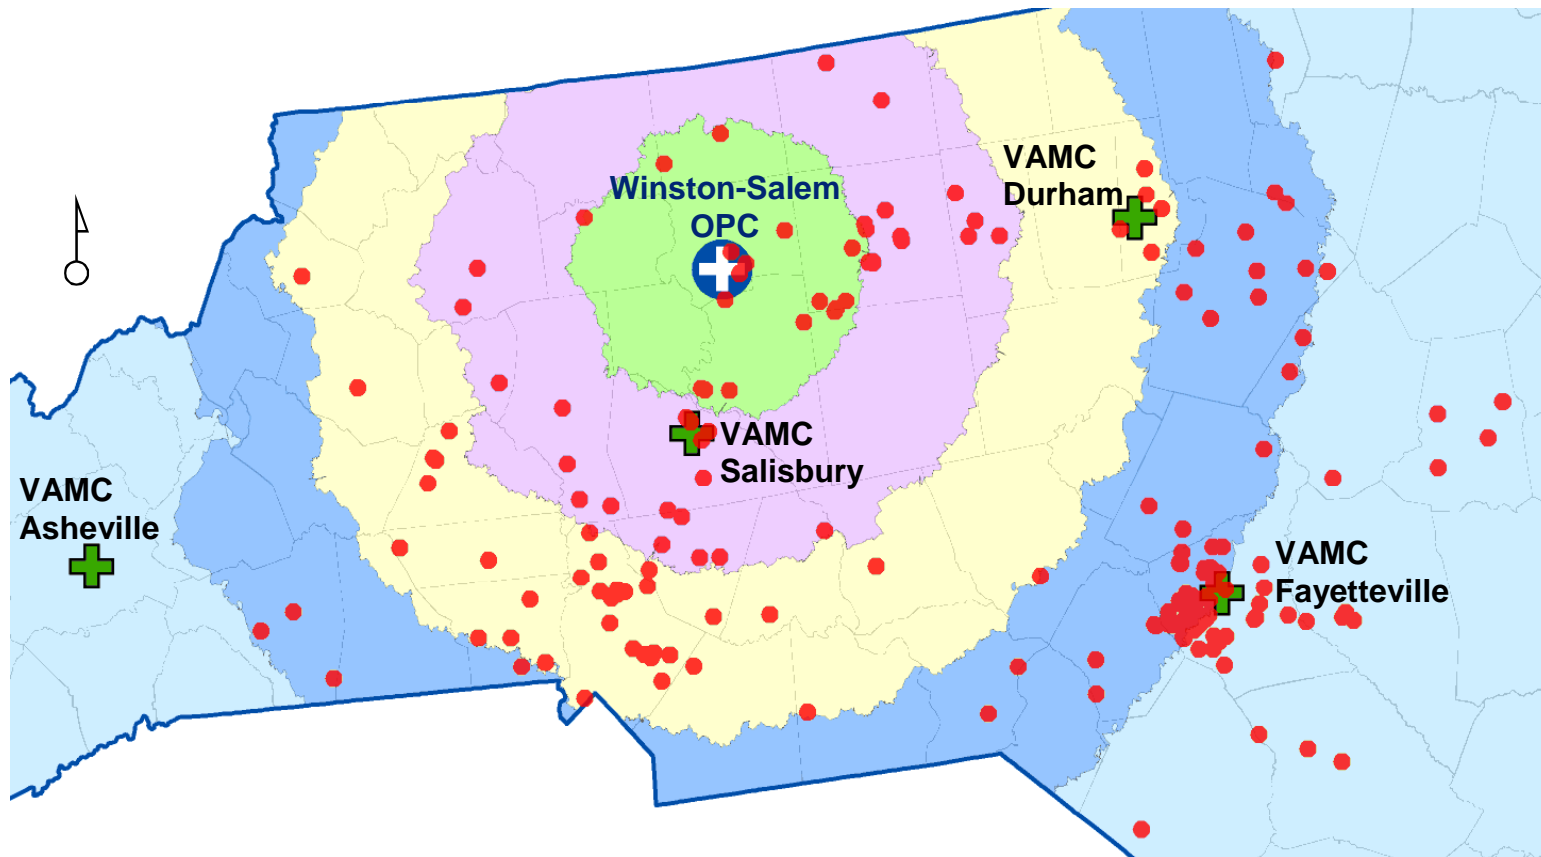 VAMC
Durham
Winston-Salem
OPC
VAMC
Salisbury
VAMC
Asheville
VAMC
Fayetteville